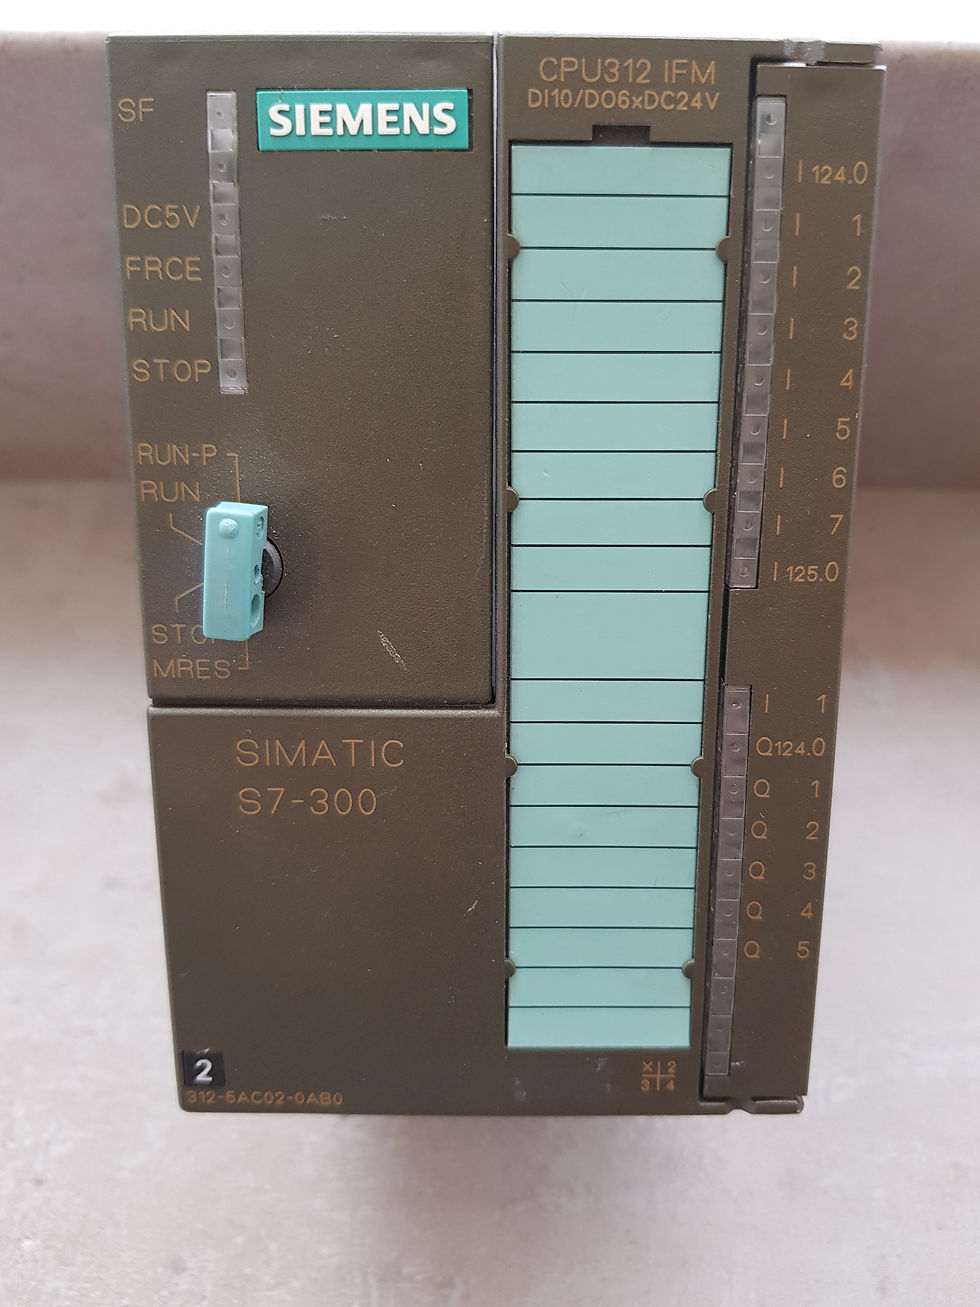 SF
SIEMENS
DC5V
FRCE
RUN
STOP
RUN-P
RUN
STOP
MRES
SIMATIC
S7-300
2
312-5AC02-0AB0
CPU312 IFM
DI10/DO6xDC24V
I 124.0
I 1
I 2
I 3
I 4
I 5
I 6
I 7
I 125.0
I 1
Q124.0
Q 1
Q 2
Q 3
Q 4
Q 5
X 2
3 4